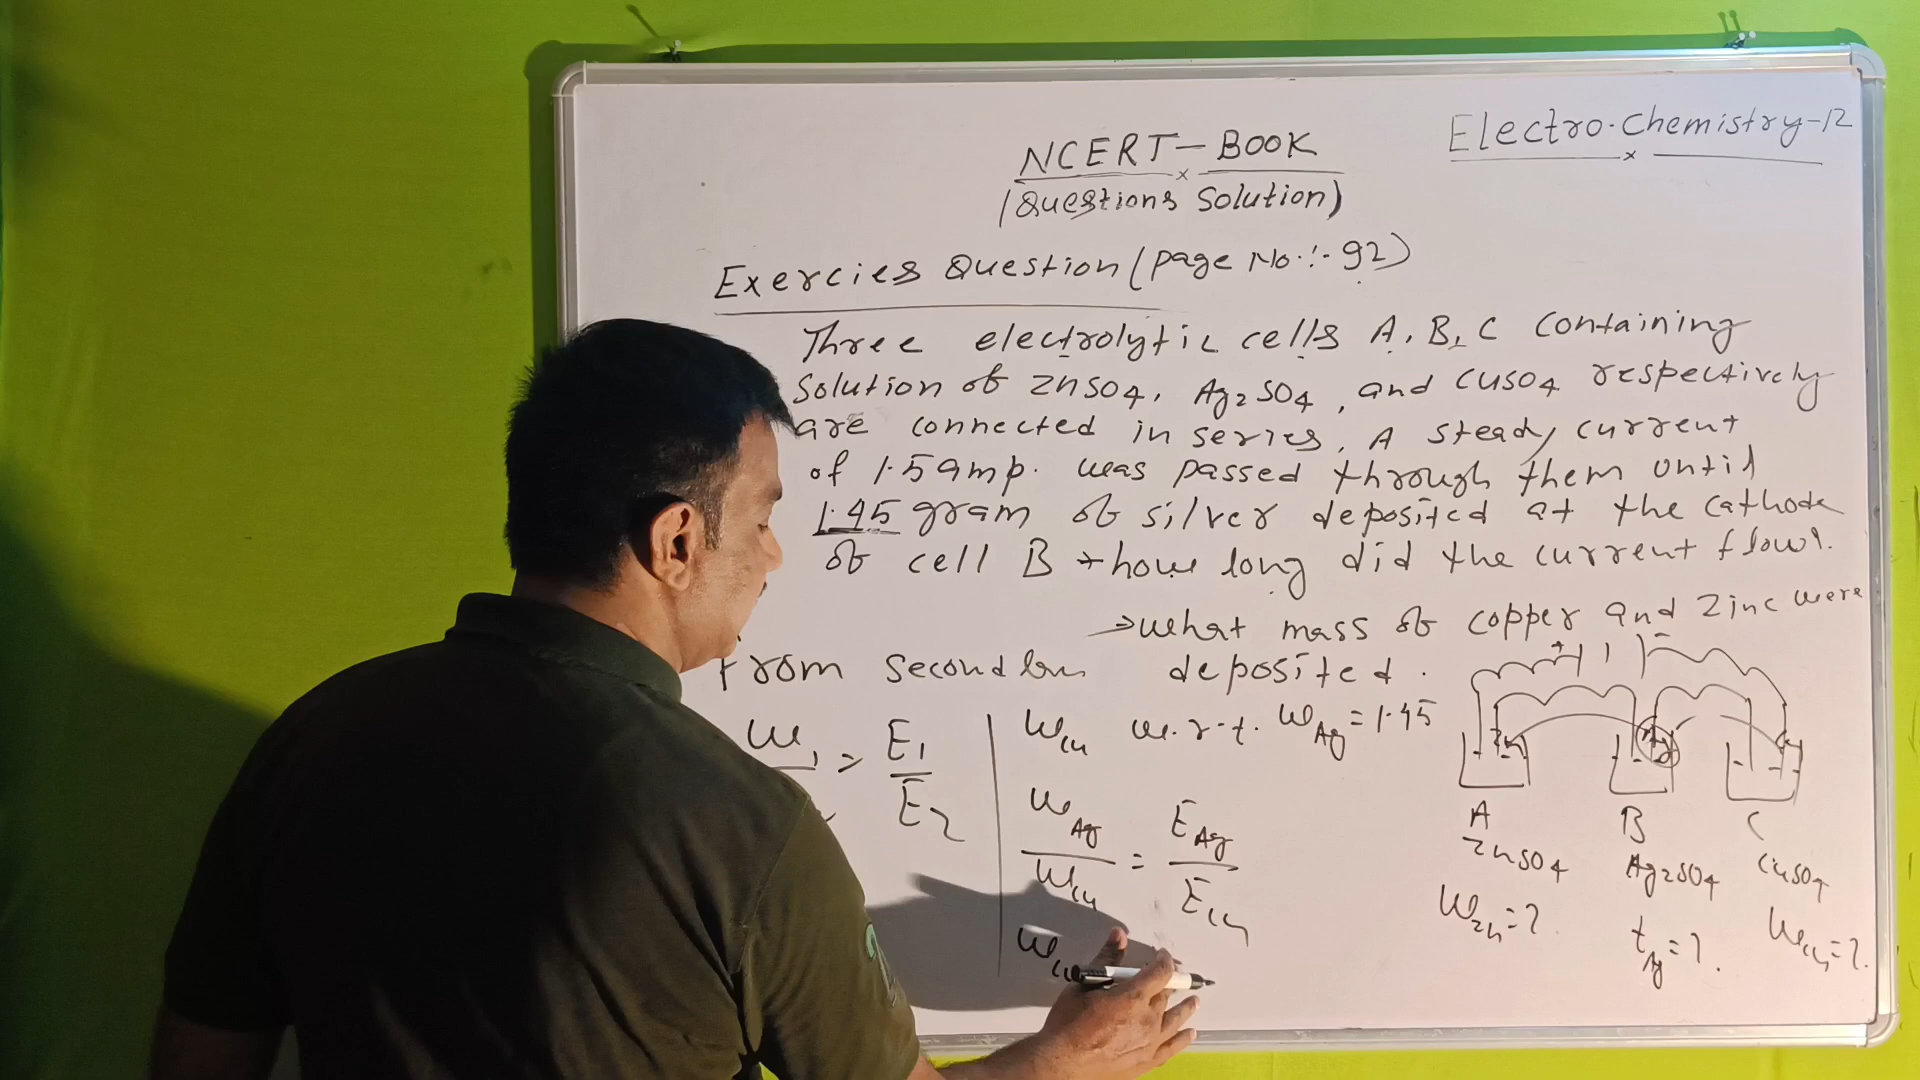 Electro·Chemistry-12
NCERT-BOOK
(Questions Solution)
Exercies Question (page No.:- 92)
Three electrolytic cells A, B, C containing
solution of ZnSO4, Ag2SO4, and CuSO4 respectively
are connected in series, A steady current
of 1.5 amp. was passed through them until
1.45 gram of silver deposited at the cathode
of cell B → how long did the current flow?
→ what mass of copper and Zinc were
deposited.
From second law
W1 = E1
E2
WCu w.r.t. WAg = 1.45
WAg = EAg
WCu ECu
WCu
+ -
A B C
ZnSO4 Ag2SO4 CuSO4
WZn = ? tAg = ? WCu = ?